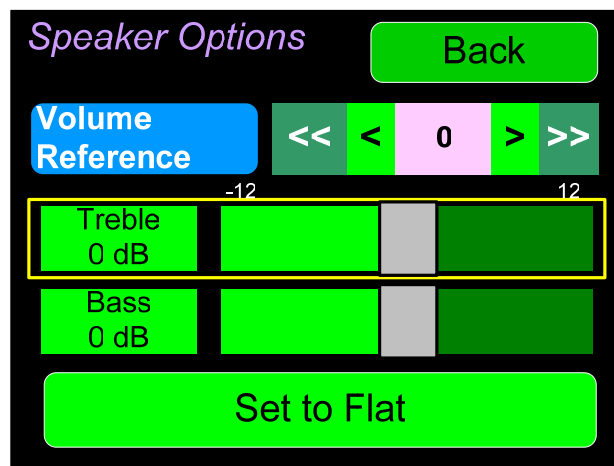 Speaker Options
Back
Volume
Reference
<< < 0 > >>
-12 12
Treble
0 dB
Bass
0 dB
Set to Flat